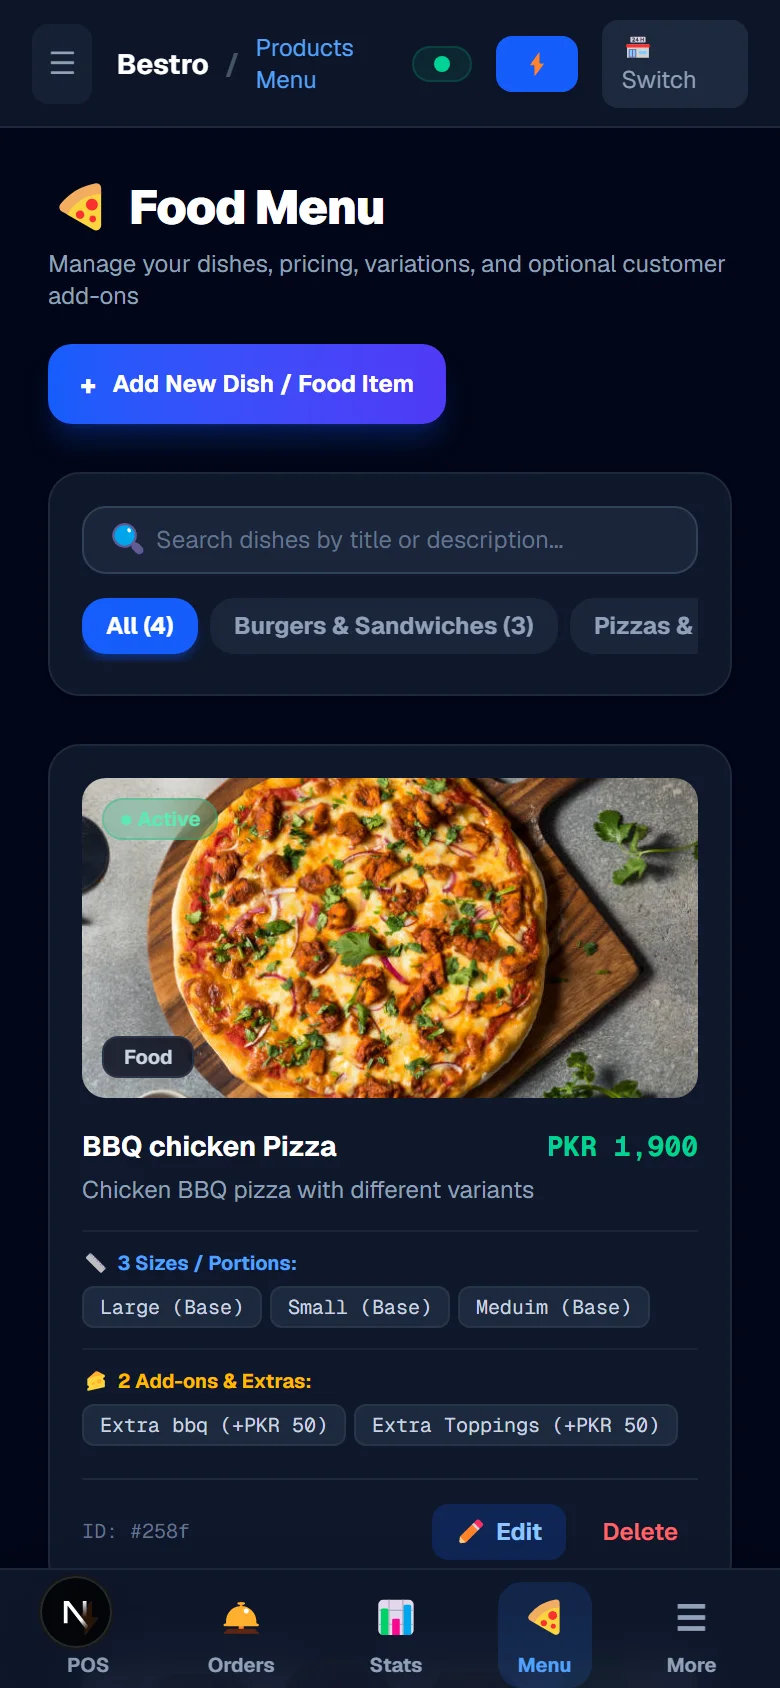 Bestro / Products Menu
Switch
Food Menu
Manage your dishes, pricing, variations, and optional customer
add-ons
+ Add New Dish / Food Item
Search dishes by title or description...
All (4) Burgers & Sandwiches (3) Pizzas &
Active
Food
BBQ chicken Pizza PKR 1,900
Chicken BBQ pizza with different variants
3 Sizes / Portions:
Large (Base) Small (Base) Meduim (Base)
2 Add-ons & Extras:
Extra bbq (+PKR 50) Extra Toppings (+PKR 50)
ID: #258f Edit Delete
N
POS Orders Stats Menu More